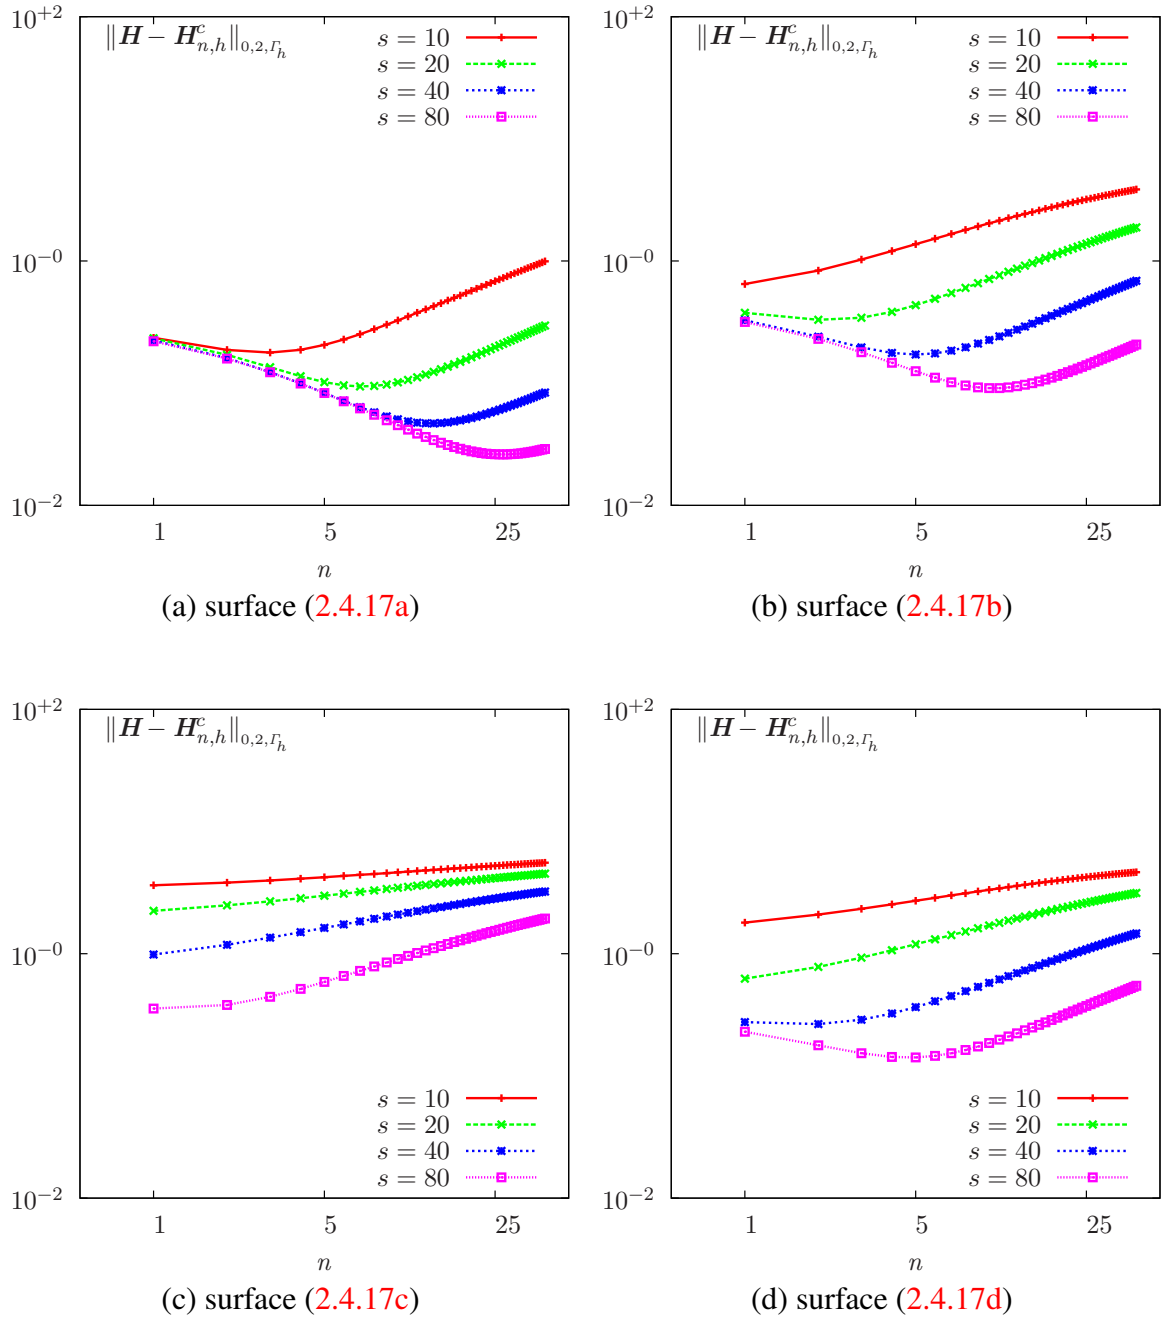 10^{+2}
‖H − H^c_{n,h}‖_{0,2,Γ_h}
s = 10
s = 20
s = 40
s = 80
10^{-0}
10^{-2}
1 5 25
n
(a) surface (2.4.17a)
10^{+2}
‖H − H^c_{n,h}‖_{0,2,Γ_h}
s = 10
s = 20
s = 40
s = 80
10^{-0}
10^{-2}
1 5 25
n
(b) surface (2.4.17b)
10^{+2}
‖H − H^c_{n,h}‖_{0,2,Γ_h}
10^{-0}
s = 10
s = 20
s = 40
s = 80
10^{-2}
1 5 25
n
(c) surface (2.4.17c)
10^{+2}
‖H − H^c_{n,h}‖_{0,2,Γ_h}
10^{-0}
s = 10
s = 20
s = 40
s = 80
10^{-2}
1 5 25
n
(d) surface (2.4.17d)